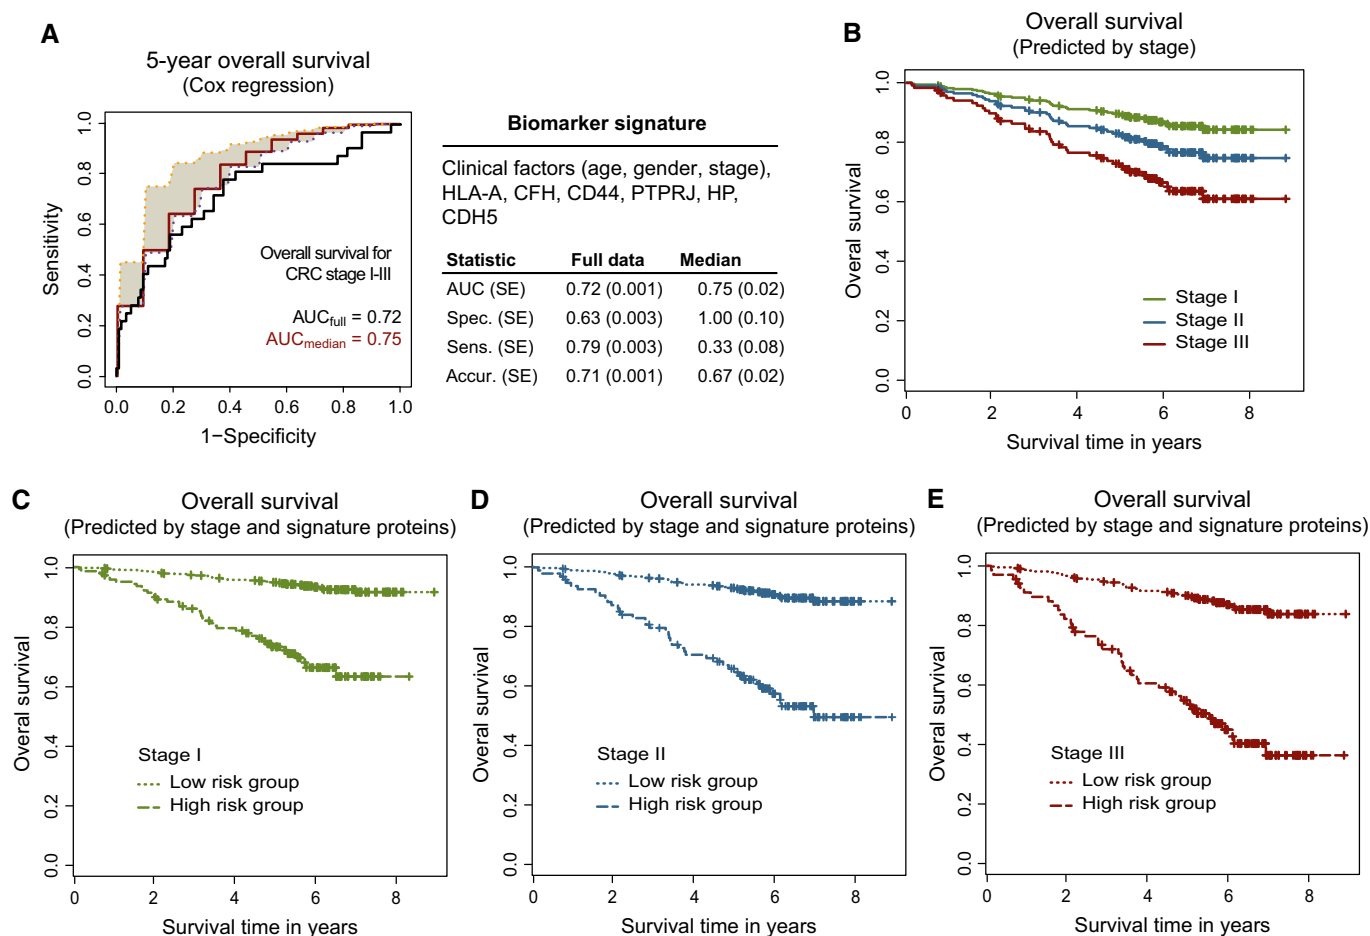 A
5-year overall survival
(Cox regression)
Sensitivity
1.0
0.8
0.6
0.4
0.2
0.0
Overall survival for
CRC stage I-III
AUCfull = 0.72
AUCmedian = 0.75
0.0 0.2 0.4 0.6 0.8 1.0
1−Specificity
Biomarker signature
Clinical factors (age, gender, stage),
HLA-A, CFH, CD44, PTPRJ, HP,
CDH5
Statistic Full data Median
AUC (SE) 0.72 (0.001) 0.75 (0.02)
Spec. (SE) 0.63 (0.003) 1.00 (0.10)
Sens. (SE) 0.79 (0.003) 0.33 (0.08)
Accur. (SE) 0.71 (0.001) 0.67 (0.02)
B
Overall survival
(Predicted by stage)
Overall survival
1.0
0.8
0.6
0.4
0.2
0.0
Stage I
Stage II
Stage III
0 2 4 6 8
Survival time in years
C
Overall survival
(Predicted by stage and signature proteins)
Overall survival
1.0
0.8
0.6
0.4
0.2
0.0
Stage I
Low risk group
High risk group
0 2 4 6 8
Survival time in years
D
Overall survival
(Predicted by stage and signature proteins)
Overall survival
1.0
0.8
0.6
0.4
0.2
0.0
Stage II
Low risk group
High risk group
0 2 4 6 8
Survival time in years
E
Overall survival
(Predicted by stage and signature proteins)
Overall survival
1.0
0.8
0.6
0.4
0.2
0.0
Stage III
Low risk group
High risk group
0 2 4 6 8
Survival time in years